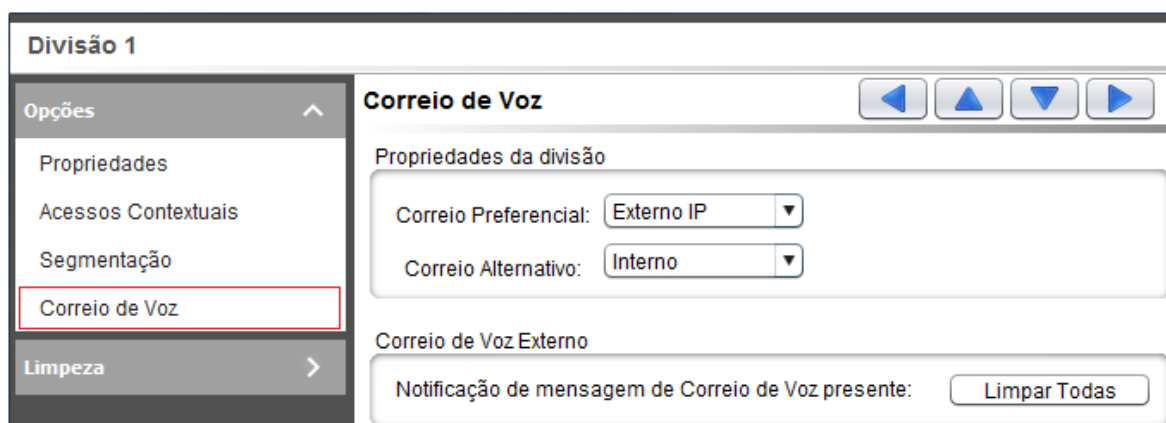 Divisão 1
Opções
Propriedades
Acessos Contextuais
Segmentação
Correio de Voz
Limpeza
Correio de Voz
Propriedades da divisão
Correio Preferencial: Externo IP
Correio Alternativo: Interno
Correio de Voz Externo
Notificação de mensagem de Correio de Voz presente: Limpar Todas